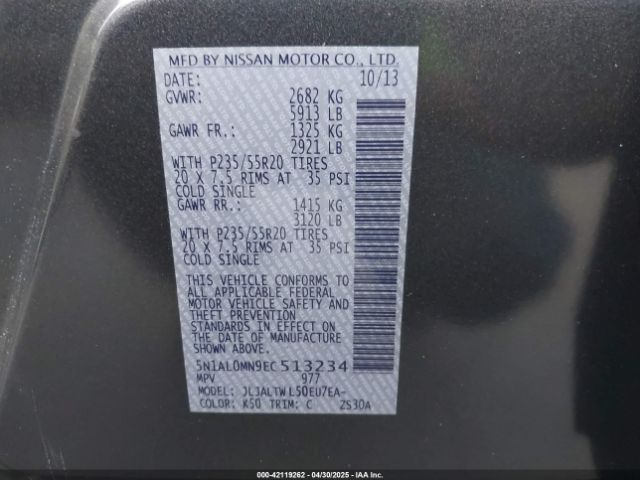 MFD BY NISSAN MOTOR CO., LTD.
DATE: 10/13
GVWR: 2682 KG
5913 LB
GAWR FR.: 1325 KG
2921 LB
WITH P235/55R20 TIRES
20 X 7.5 RIMS AT 35 PSI
COLD SINGLE
GAWR RR.: 1415 KG
3120 LB
WITH P235/55R20 TIRES
20 X 7.5 RIMS AT 35 PSI
COLD SINGLE
THIS VEHICLE CONFORMS TO
ALL APPLICABLE FEDERAL
MOTOR VEHICLE SAFETY AND
THEFT PREVENTION
STANDARDS IN EFFECT ON
THE DATE OF MANUFACTURE
SHOWN ABOVE.
5N1AL0MN9EC513234
MPV 977
MODEL: JLJALTWL50EU7EA-
COLOR: K50 TRIM: C 2S30A
000-42119262 - 04/30/2025 - IAA, Inc.